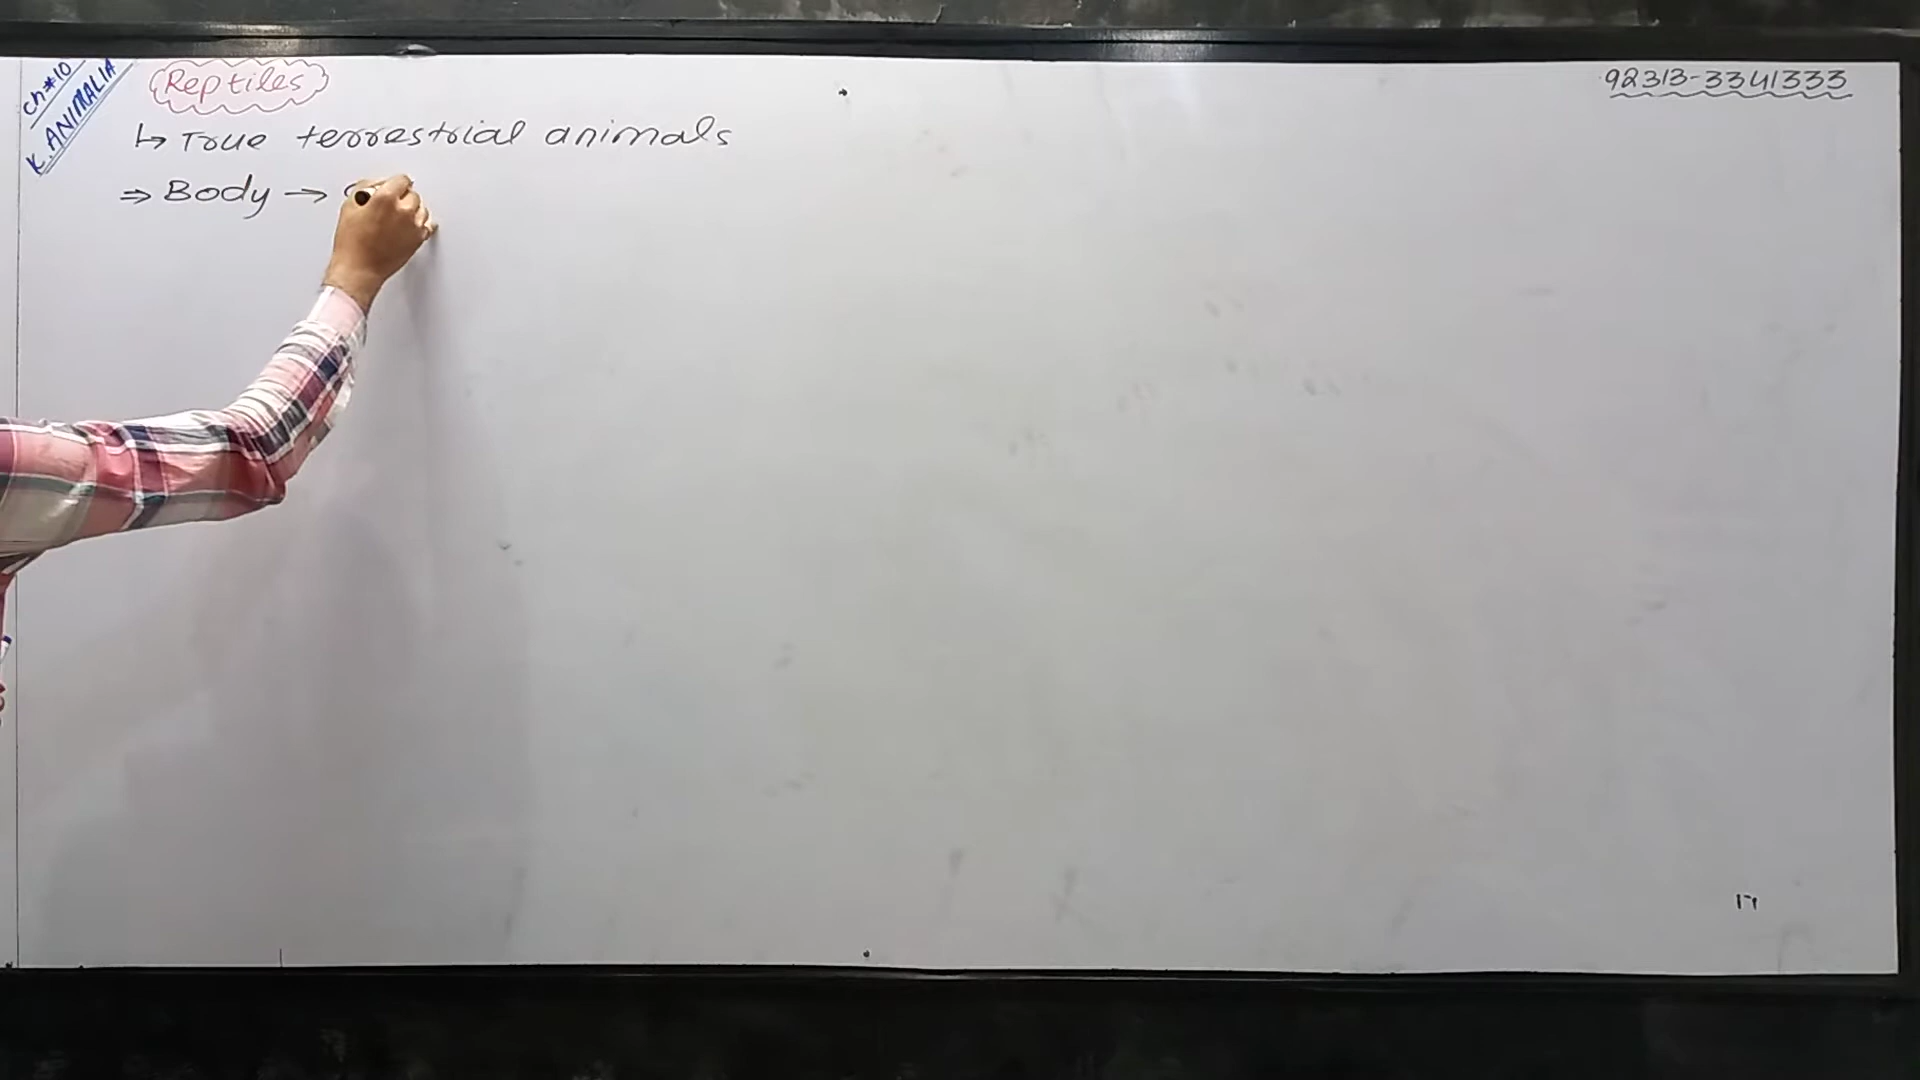 Ch#10
K. ANIMALIA
Reptiles
92313-3341333
↳ True terrestrial animals
⇒ Body →